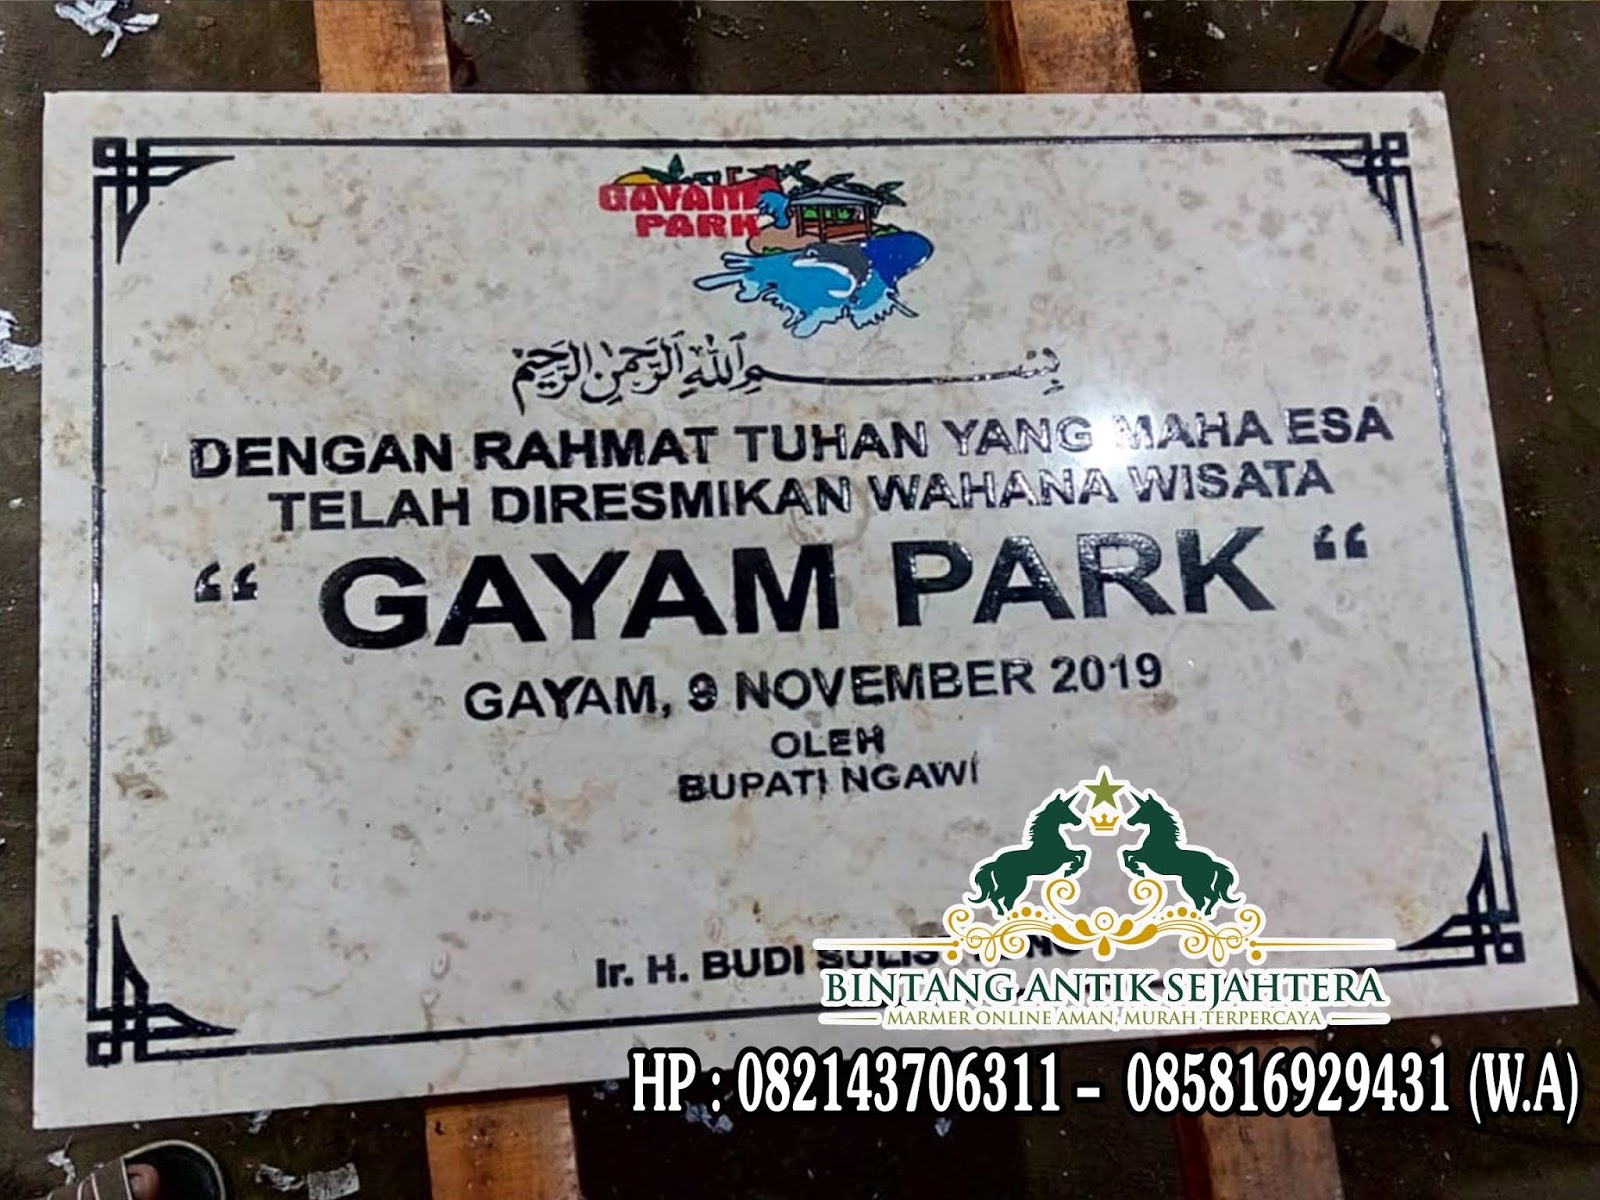 GAYAM
PARK
بِسْمِ اللهِ الرَّحْمٰنِ الرَّحِيْمِ
DENGAN RAHMAT TUHAN YANG MAHA ESA
TELAH DIRESMIKAN WAHANA WISATA
“ GAYAM PARK “
GAYAM, 9 NOVEMBER 2019
OLEH
BUPATI NGAWI
Ir. H. BUDI
BINTANG ANTIK SEJAHTERA
MARMER ONLINE AMAN, MURAH TERPERCAYA
HP : 082143706311 – 085816929431 (W.A)